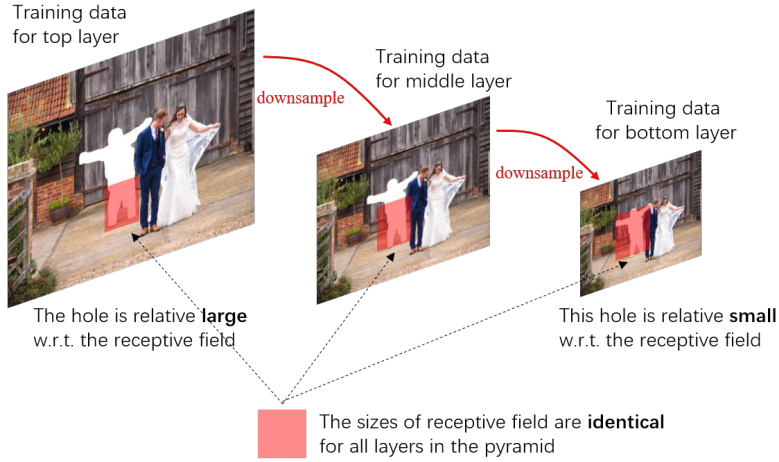 Training data
for top layer
downsample
Training data
for middle layer
downsample
Training data
for bottom layer
The hole is relative large
w.r.t. the receptive field
This hole is relative small
w.r.t. the receptive field
The sizes of receptive field are identical
for all layers in the pyramid